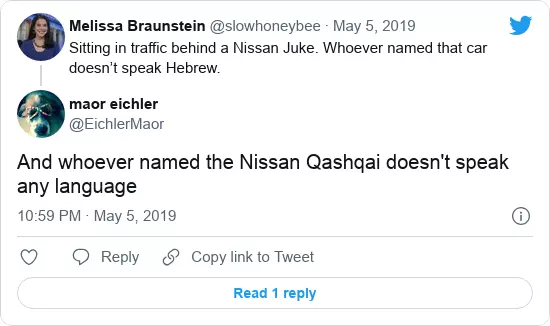 Melissa Braunstein @slowhoneybee · May 5, 2019
Sitting in traffic behind a Nissan Juke. Whoever named that car
doesn’t speak Hebrew.
maor eichler
@EichlerMaor
And whoever named the Nissan Qashqai doesn't speak
any language
10:59 PM · May 5, 2019
Reply
Copy link to Tweet
Read 1 reply